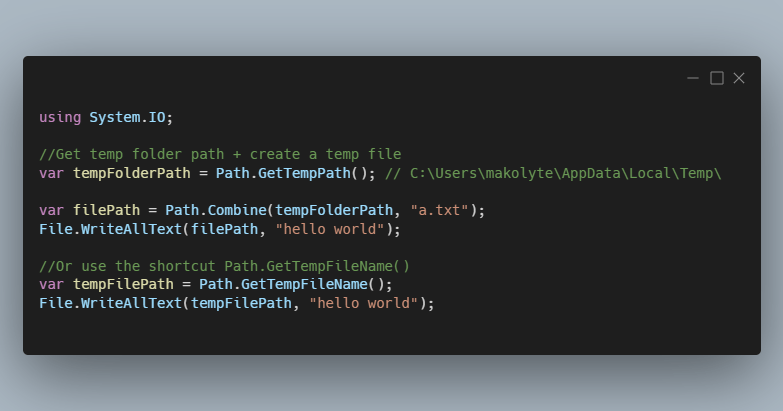 using System.IO;
//Get temp folder path + create a temp file
var tempFolderPath = Path.GetTempPath(); // C:\Users\makolyte\AppData\Local\Temp\
var filePath = Path.Combine(tempFolderPath, "a.txt");
File.WriteAllText(filePath, "hello world");
//Or use the shortcut Path.GetTempFileName()
var tempFilePath = Path.GetTempFileName();
File.WriteAllText(tempFilePath, "hello world");